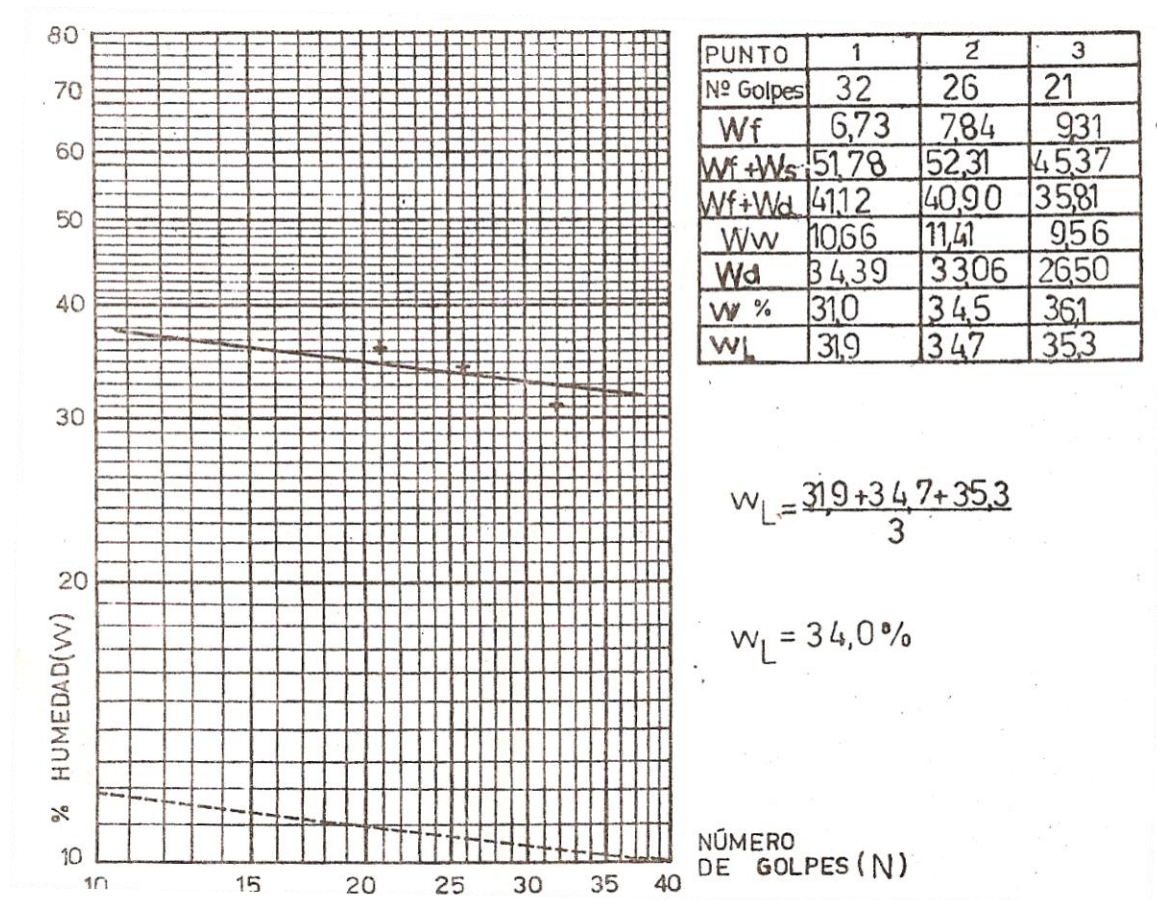 80
70
60
50
40
30
20
10
% HUMEDAD(W)
10 15 20 25 30 35 40
NÚMERO
DE GOLPES (N)
PUNTO 1 2 3
Nº Golpes 32 26 21
Wf 6,73 7,84 9,31
Wf+Ws 51,78 52,31 45,37
Wf+Wd 41,12 40,90 35,81
Ww 10,66 11,41 9,56
Wd 34,39 33,06 26,50
W % 31,0 34,5 36,1
WL 31,9 34,7 35,3
WL = 31,9+34,7+35,3
3
WL = 34,0%